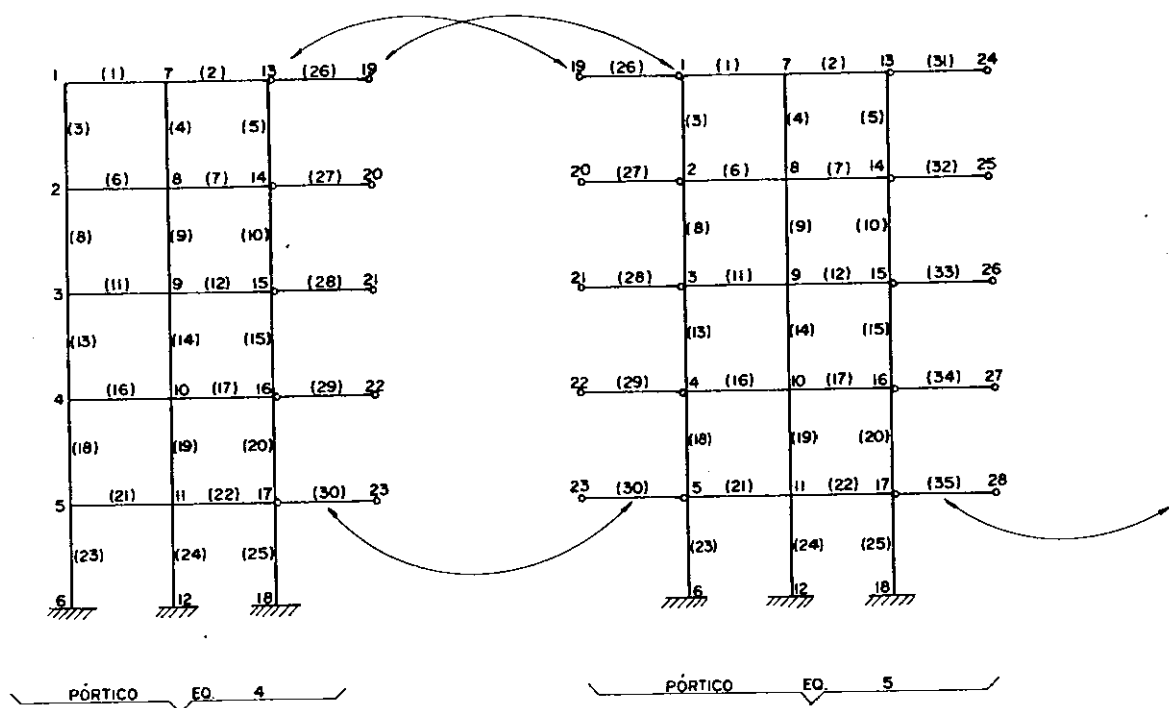 1 (1) 7 (2) 13 (26) 19
19 (26) 1 (1) 7 (2) 13 (31) 24
(3) (4) (5)
(3) (4) (5)
2 (6) 8 (7) 14 (27) 20
20 (27) 2 (6) 8 (7) 14 (32) 25
(8) (9) (10)
(8) (9) (10)
3 (11) 9 (12) 15 (28) 21
21 (28) 3 (11) 9 (12) 15 (33) 26
(13) (14) (15)
(13) (14) (15)
4 (16) 10 (17) 16 (29) 22
22 (29) 4 (16) 10 (17) 16 (34) 27
(18) (19) (20)
(18) (19) (20)
5 (21) 11 (22) 17 (30) 23
23 (30) 5 (21) 11 (22) 17 (35) 28
(23) (24) (25)
(23) (24) (25)
6 12 18
6 12 18
PÓRTICO EQ. 4
PÓRTICO EQ. 5